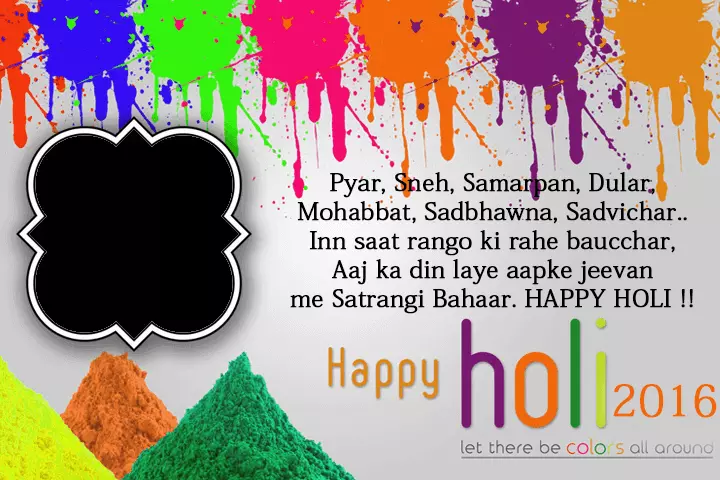 Pyar, Sneh, Samarpan, Dular,
Mohabbat, Sadbhawna, Sadvichar..
Inn saat rango ki rahe baucchar,
Aaj ka din laye aapke jeevan
me Satrangi Bahaar. HAPPY HOLI !!
Happy holi 2016
let there be colors all around